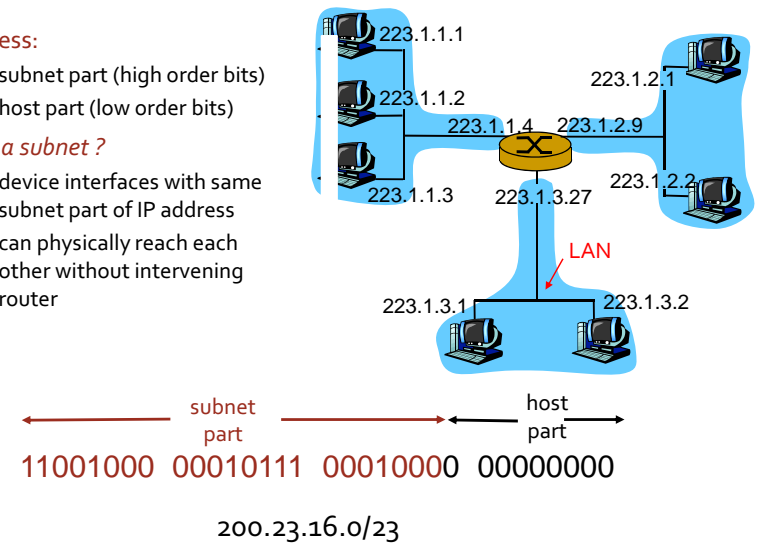 ess:
subnet part (high order bits)
host part (low order bits)
a subnet ?
device interfaces with same
subnet part of IP address
can physically reach each
other without intervening
router
223.1.1.1
223.1.1.2
223.1.1.3
223.1.1.4
223.1.2.9
223.1.2.1
223.1.2.2
223.1.3.27
LAN
223.1.3.1
223.1.3.2
subnet
part
host
part
11001000 00010111 00010000 00000000
200.23.16.0/23